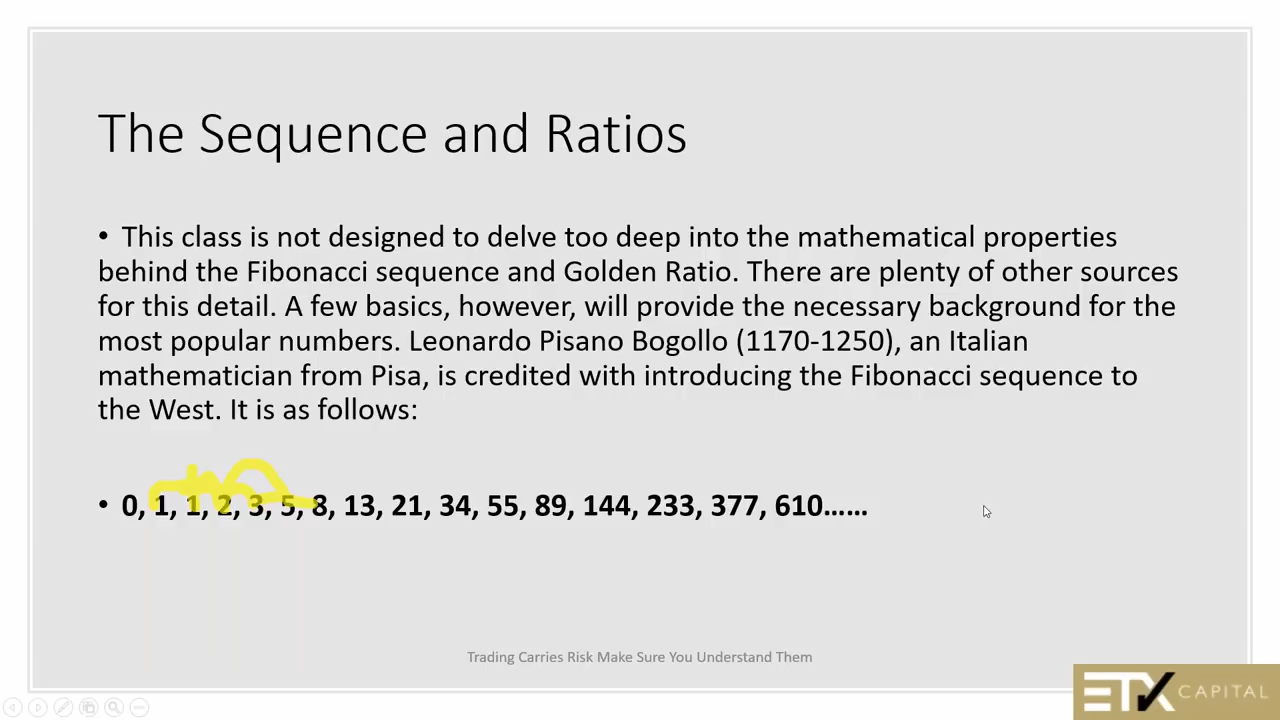 The Sequence and Ratios
• This class is not designed to delve too deep into the mathematical properties
behind the Fibonacci sequence and Golden Ratio. There are plenty of other sources
for this detail. A few basics, however, will provide the necessary background for the
most popular numbers. Leonardo Pisano Bogollo (1170-1250), an Italian
mathematician from Pisa, is credited with introducing the Fibonacci sequence to
the West. It is as follows:
• 0, 1, 1, 2, 3, 5, 8, 13, 21, 34, 55, 89, 144, 233, 377, 610……
Trading Carries Risk Make Sure You Understand Them
ETX CAPITAL